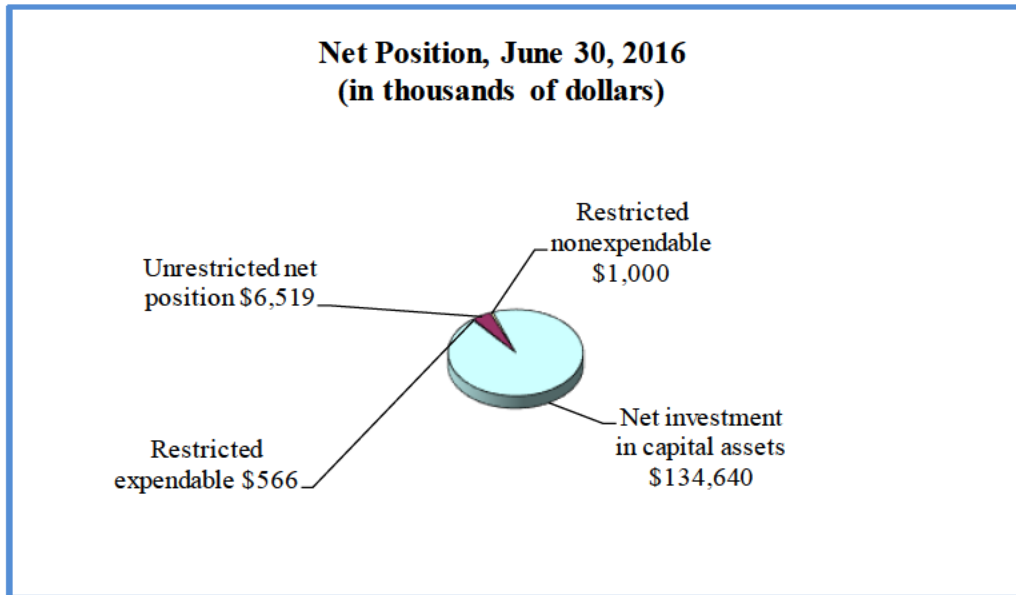 Net Position, June 30, 2016
(in thousands of dollars)
Restricted
nonexpendable
$1,000
Unrestricted net
position $6,519
Restricted
expendable $566
Net investment
in capital assets
$134,640